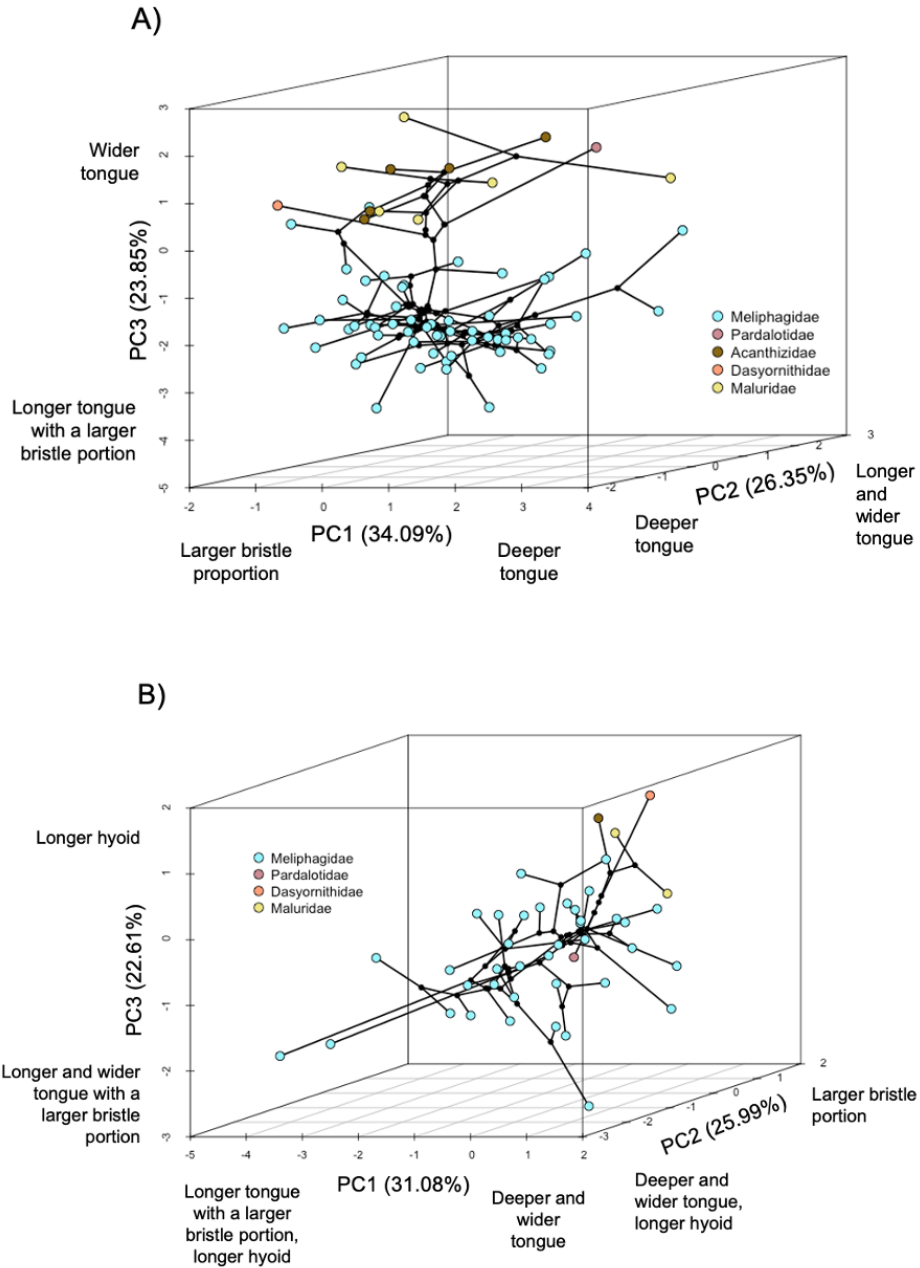 A)
3
Wider
tongue
2
1
0
-1
-2
-3
-4
-5
PC3 (23.85%)
Longer tongue
with a larger
bristle portion
Meliphagidae
Pardalotidae
Acanthizidae
Dasyornithidae
Maluridae
-2
-1
0
1
2
3
4
PC1 (34.09%)
Larger bristle
proportion
Deeper
tongue
-2
-1
0
1
2
3
PC2 (26.35%)
Deeper
tongue
Longer
and
wider
tongue
B)
2
Longer hyoid
1
0
-1
-2
-3
PC3 (22.61%)
Meliphagidae
Pardalotidae
Dasyornithidae
Maluridae
Longer and wider
tongue with a
larger bristle
portion
-5
-4
-3
-2
-1
0
1
2
PC1 (31.08%)
Longer tongue
with a larger
bristle portion,
longer hyoid
Deeper and
wider
tongue
-3
-2
-1
0
1
2
PC2 (25.99%)
Deeper and
wider tongue,
longer hyoid
Larger bristle
portion